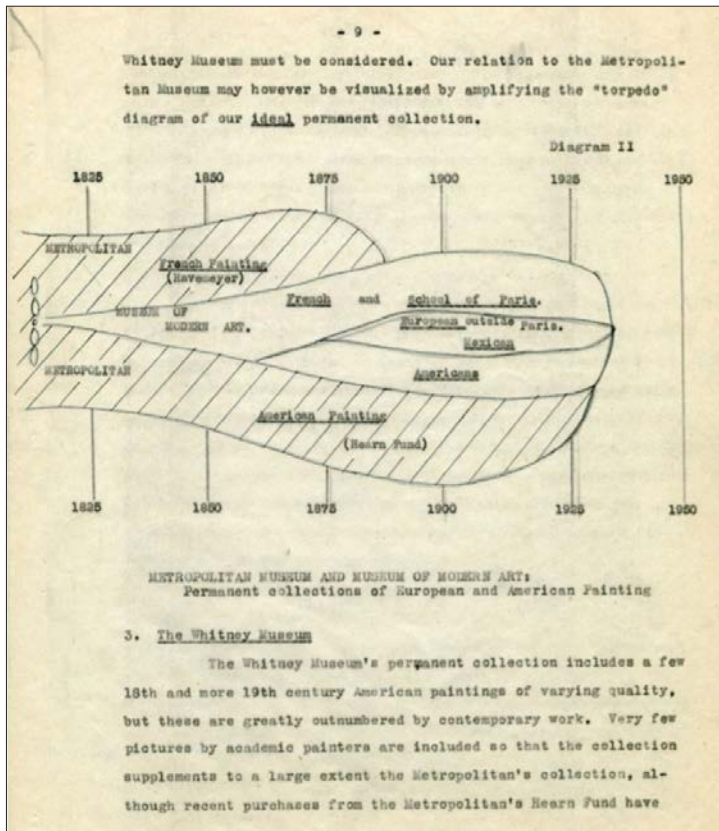 - 9 -
Whitney Museum must be considered. Our relation to the Metropoli-
tan Museum may however be visualized by amplifying the "torpedo"
diagram of our ideal permanent collection.
Diagram II
1825 1850 1875 1900 1925 1950
METROPOLITAN
French Painting
(Havemeyer)
French and School of Paris.
MUSEUM OF
MODERN ART.
European outside Paris.
Mexican
METROPOLITAN
Americans
American Painting
(Hearn Fund)
1825 1850 1875 1900 1925 1950
METROPOLITAN MUSEUM AND MUSEUM OF MODERN ART:
Permanent collections of European and American Painting
3. The Whitney Museum
The Whitney Museum's permanent collection includes a few
18th and more 19th century American paintings of varying quality,
but these are greatly outnumbered by contemporary work. Very few
pictures by academic painters are included so that the collection
supplements to a large extent the Metropolitan's collection, al-
though recent purchases from the Metropolitan's Hearn Fund have